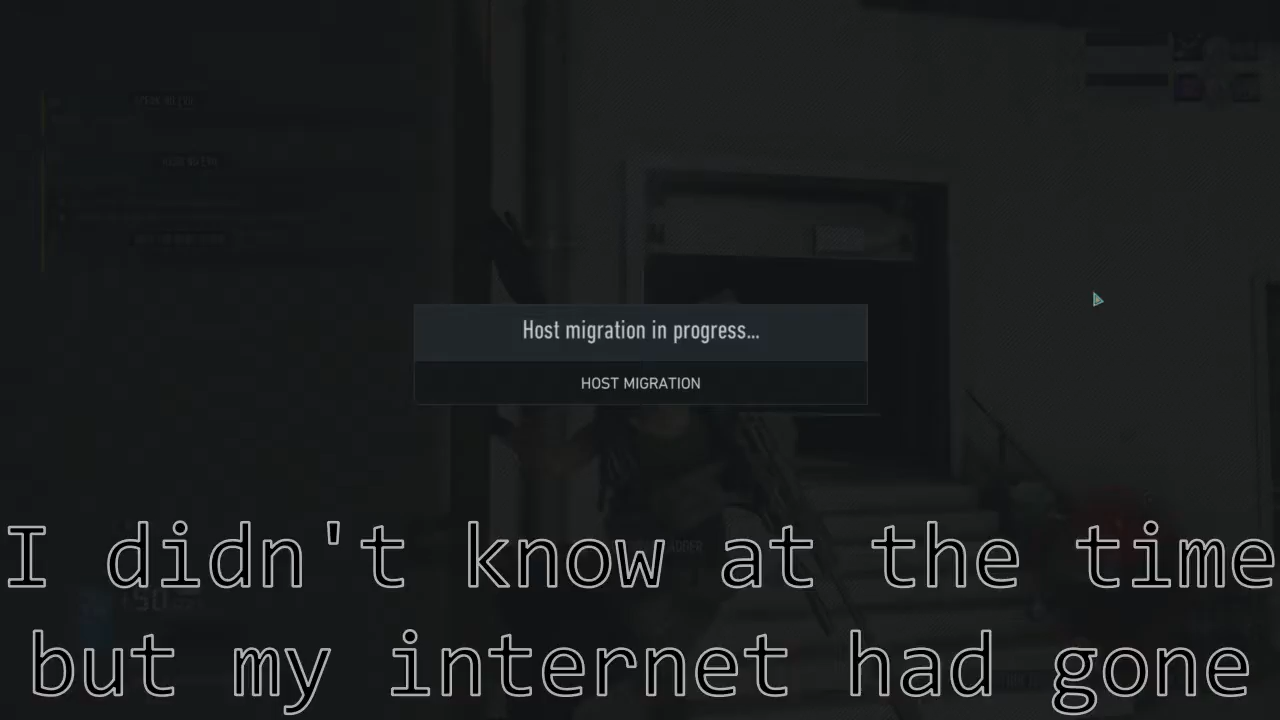 Host migration in progress...
HOST MIGRATION
I didn't know at the time
but my internet had gone